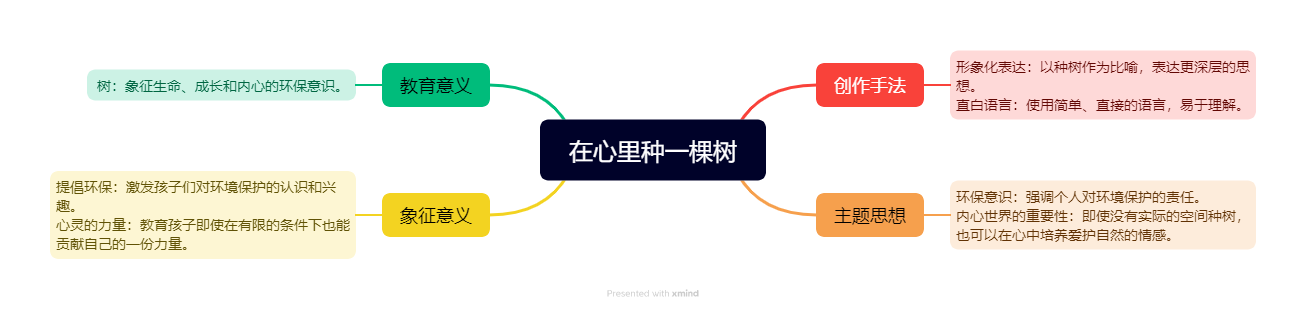 在心里种一棵树
创作手法
形象化表达：以种树作为比喻，表达更深层的思
想。
直白语言：使用简单、直接的语言，易于理解。
主题思想
环保意识：强调个人对环境保护的责任。
内心世界的重要性：即使没有实际的空间种树，
也可以在心中培养爱护自然的情感。
教育意义
树：象征生命、成长和内心的环保意识。
象征意义
提倡环保：激发孩子们对环境保护的认识和兴
趣。
心灵的力量：教育孩子即使在有限的条件下也能
贡献自己的一份力量。
Presented with xmind